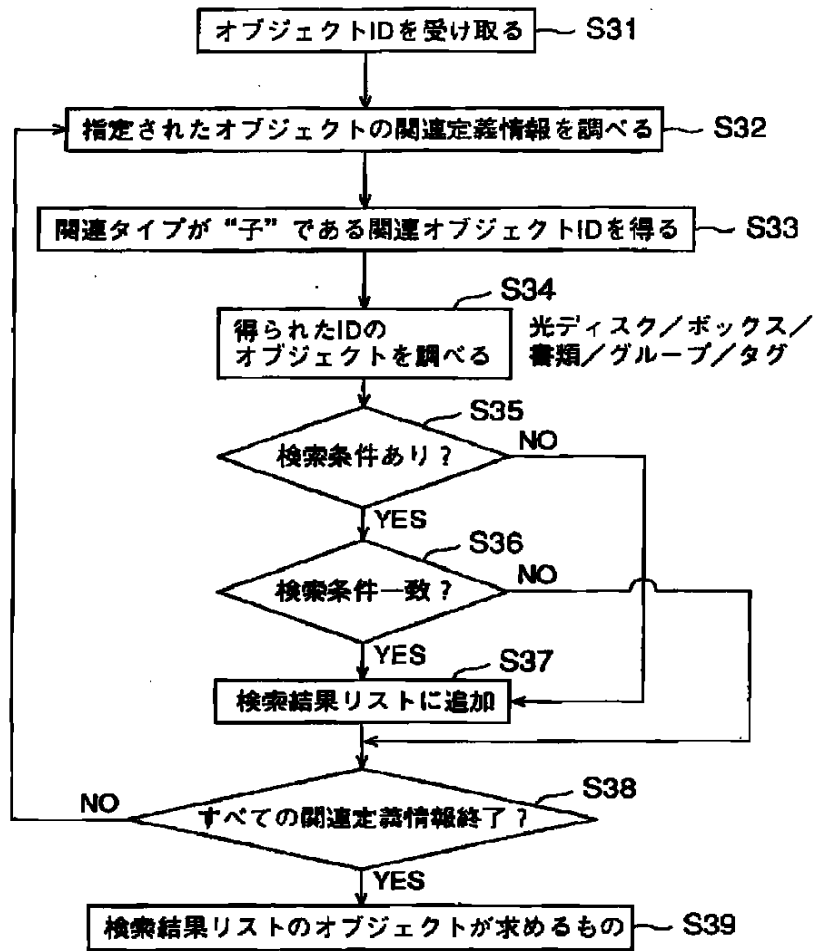 オブジェクトIDを受け取る S31
指定されたオブジェクトの関連定義情報を調べる S32
関連タイプが“子”である関連オブジェクトIDを得る S33
S34
得られたIDの
オブジェクトを調べる
光ディスク/ボックス/
書類/グループ/タグ
S35
検索条件あり?
NO
YES
S36
検索条件一致?
NO
YES
S37
検索結果リストに追加
S38
すべての関連定義情報終了?
NO
YES
検索結果リストのオブジェクトが求めるもの S39